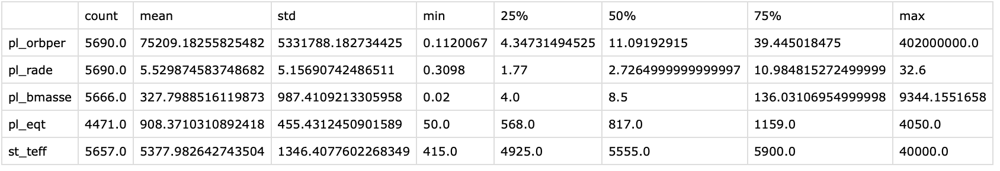 count mean std min 25% 50% 75% max
pl_orbper 5690.0 75209.18255825482 5331788.182734425 0.1120067 4.34731494525 11.09192915 39.445018475 402000000.0
pl_rade 5690.0 5.529874583748682 5.15690742486511 0.3098 1.77 2.7264999999999997 10.984815272499999 32.6
pl_bmasse 5666.0 327.7988516119873 987.4109213305958 0.02 4.0 8.5 136.03106954999998 9344.1551658
pl_eqt 4471.0 908.3710310892418 455.4312450901589 50.0 568.0 817.0 1159.0 4050.0
st_teff 5657.0 5377.982642743504 1346.4077602268349 415.0 4925.0 5555.0 5900.0 40000.0